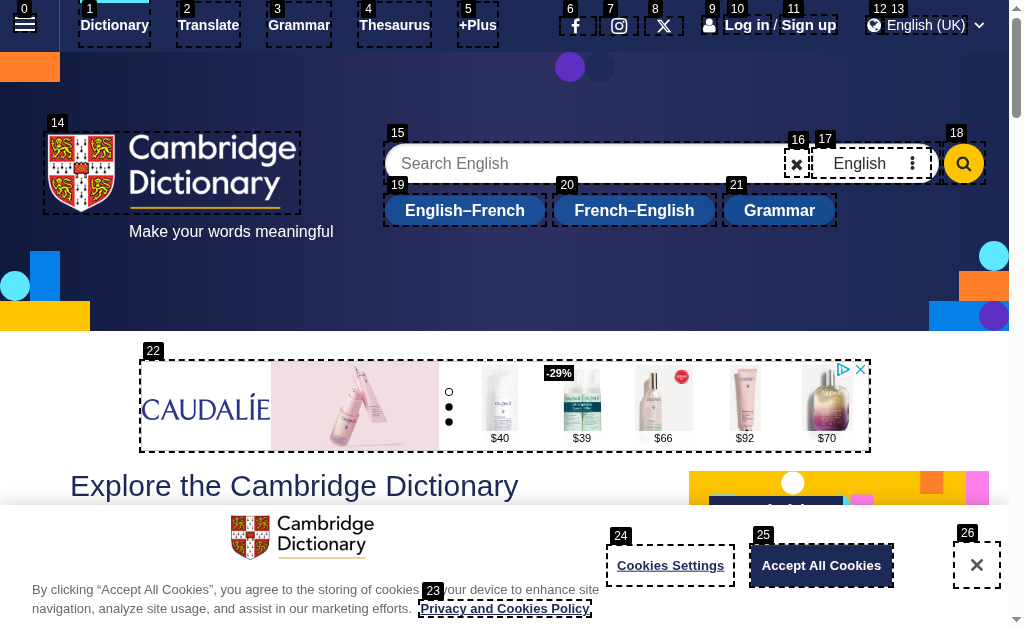 0
1
2
3
4
5
6
7
8
9
10
11
12
13
Dictionary
Translate
Grammar
Thesaurus
+Plus
Log in / Sign up
English (UK)
14
Cambridge
Dictionary
Make your words meaningful
15
16
17
18
Search English
English
19
20
21
English–French
French–English
Grammar
22
CAUDALÍE
-29%
$40
$39
$66
$92
$70
Explore the Cambridge Dictionary
Cambridge
Dictionary
By clicking “Accept All Cookies”, you agree to the storing of cookies your device to enhance site
navigation, analyze site usage, and assist in our marketing efforts.
23
Privacy and Cookies Policy
24
Cookies Settings
25
Accept All Cookies
26